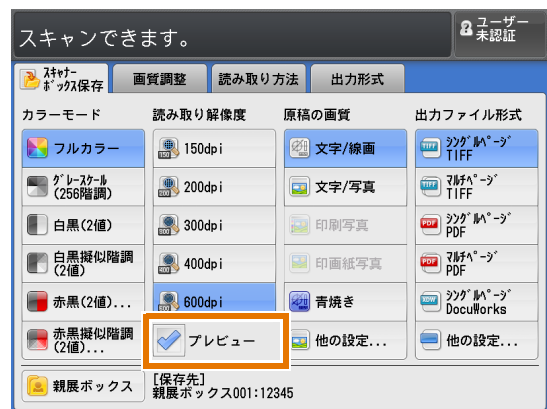 スキャンできます。
ユーザー
未認証
スキャナー
ボックス保存
画質調整
読み取り方法
出力形式
カラーモード
読み取り解像度
原稿の画質
出力ファイル形式
フルカラー
150dpi
文字/線画
シングルページ
TIFF
グレースケール
(256階調)
200dpi
文字/写真
マルチページ
TIFF
白黒(2値)
300dpi
印刷写真
シングルページ
PDF
白黒擬似階調
(2値)
400dpi
印画紙写真
マルチページ
PDF
赤黒(2値)...
600dpi
青焼き
シングルページ
DocuWorks
赤黒擬似階調
(2値)...
プレビュー
他の設定...
他の設定...
親展ボックス
[保存先]
親展ボックス001:12345